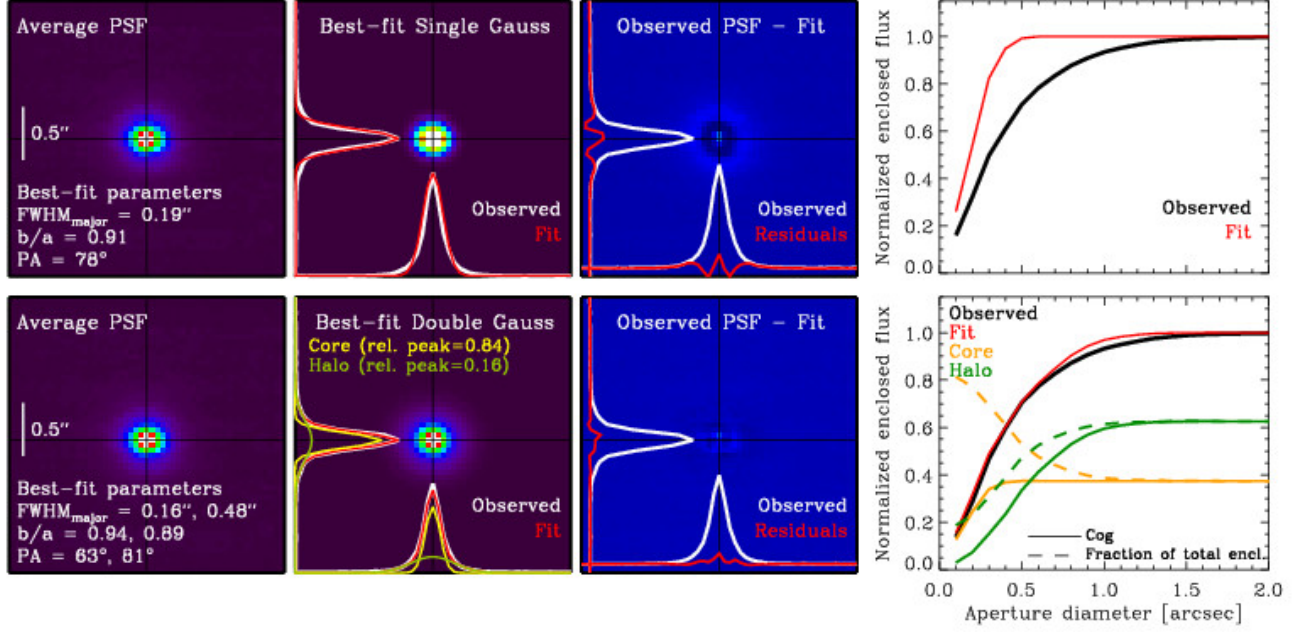 Average PSF
0.5″
Best-fit parameters
FWHMmajor = 0.19″
b/a = 0.91
PA = 78°
Best-fit Single Gauss
Observed
Fit
Observed PSF - Fit
Observed
Residuals
Normalized enclosed flux
1.0
0.8
0.6
0.4
0.2
0.0
Observed
Fit
Average PSF
0.5″
Best-fit parameters
FWHMmajor = 0.16″, 0.48″
b/a = 0.94, 0.89
PA = 63°, 81°
Best-fit Double Gauss
Core (rel. peak=0.84)
Halo (rel. peak=0.16)
Observed
Fit
Observed PSF - Fit
Observed
Residuals
Normalized enclosed flux
1.0
0.8
0.6
0.4
0.2
0.0
Observed
Fit
Core
Halo
Cog
Fraction of total encl.
0.0 0.5 1.0 1.5 2.0
Aperture diameter [arcsec]